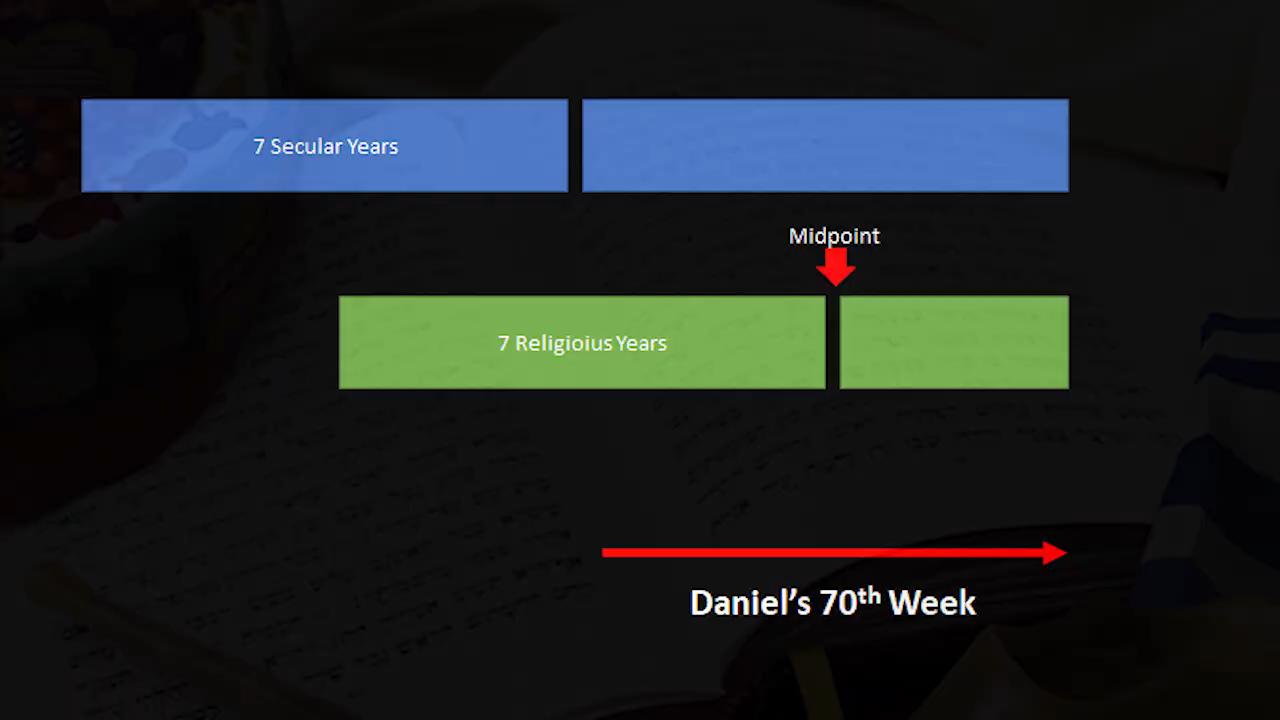 7 Secular Years
Midpoint
7 Religioius Years
Daniel's 70th Week